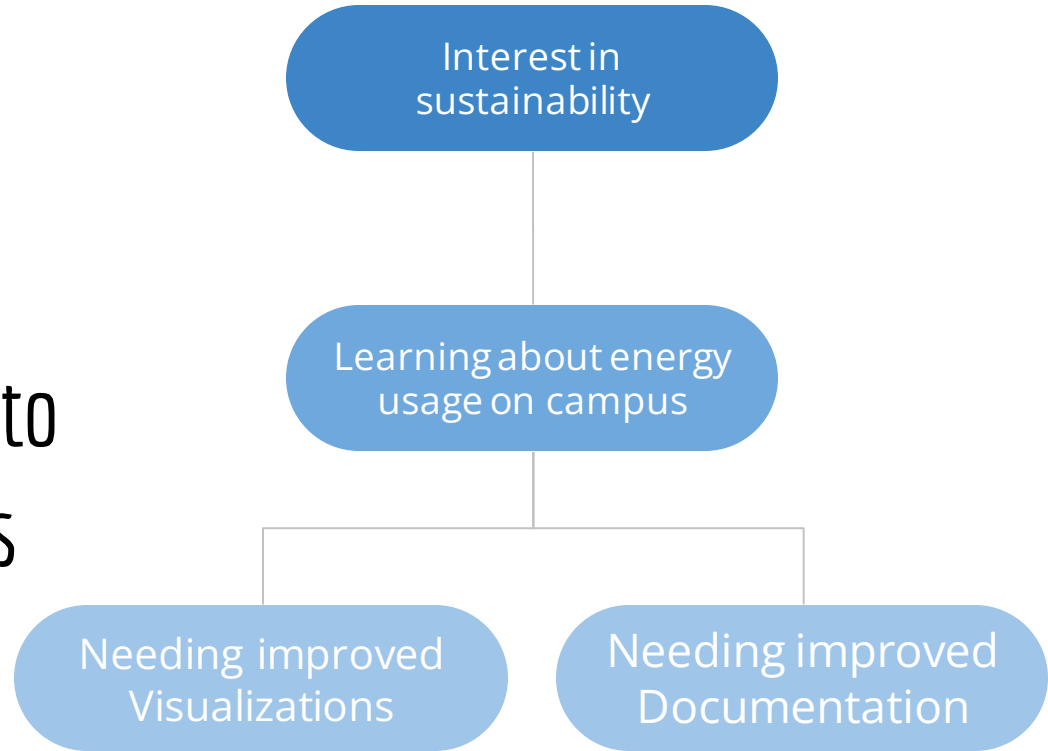 Interest in
sustainability
Learning about energy
usage on campus
to
s
Needing improved
Visualizations
Needing improved
Documentation